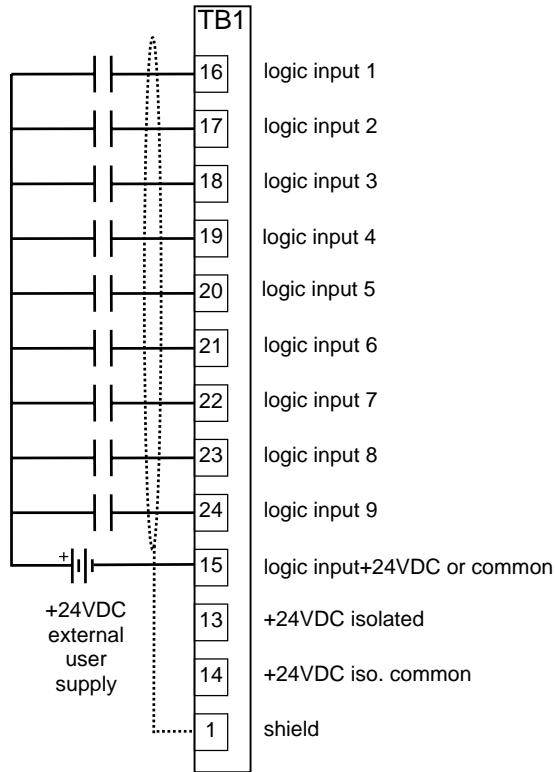 TB1
16 logic input 1
17 logic input 2
18 logic input 3
19 logic input 4
20 logic input 5
21 logic input 6
22 logic input 7
23 logic input 8
24 logic input 9
+ 15 logic input+24VDC or common
+24VDC
external
user
supply
13 +24VDC isolated
14 +24VDC iso. common
1 shield